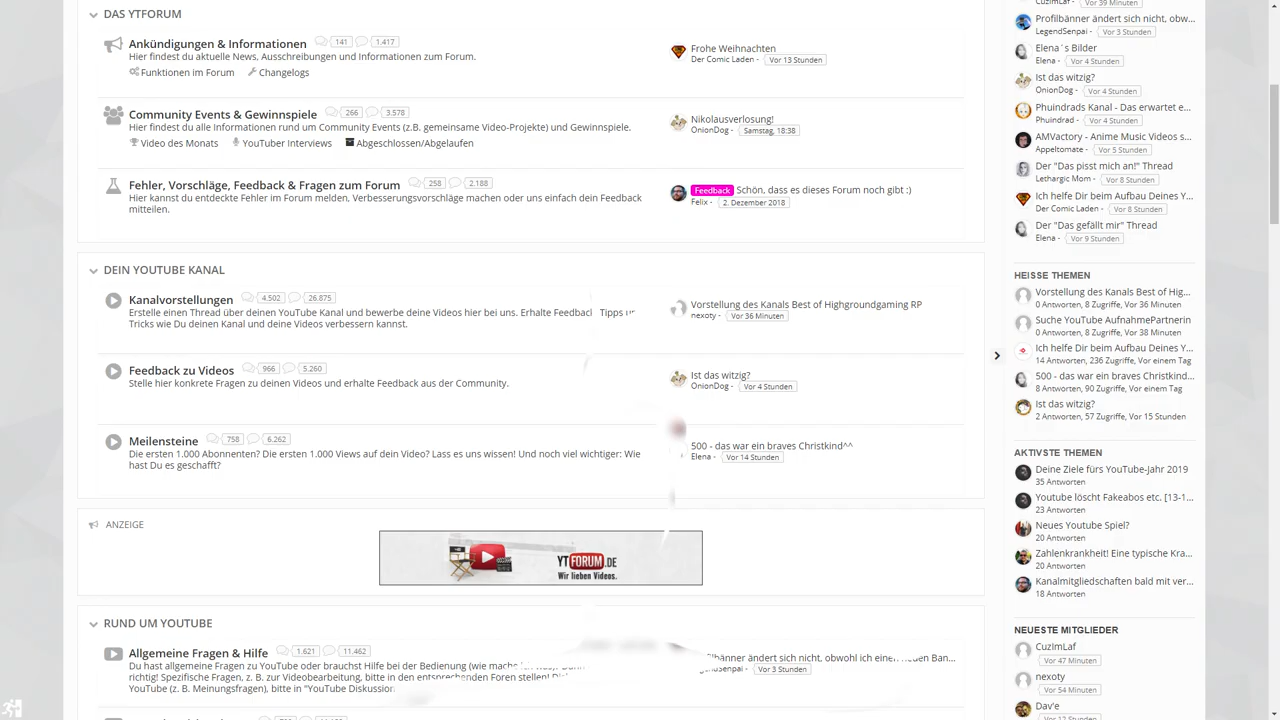 DAS YTFORUM
Ankündigungen & Informationen 141 1.417
Hier findest du aktuelle News, Ausschreibungen und Informationen zum Forum.
Funktionen im Forum Changelogs
Frohe Weihnachten
Der Comic Laden - Vor 13 Stunden
Community Events & Gewinnspiele 266 3.578
Hier findest du alle Informationen rund um Community Events (z.B. gemeinsame Video-Projekte) und Gewinnspiele.
Video des Monats YouTuber Interviews Abgeschlossen/Abgelaufen
Nikolausverlosung!
OnionDog - Samstag, 18:38
Fehler, Vorschläge, Feedback & Fragen zum Forum 258 2.188
Hier kannst du entdeckte Fehler im Forum melden, Verbesserungsvorschläge machen oder uns einfach dein Feedback
mitteilen.
Feedback Schön, dass es dieses Forum noch gibt :)
Felix - 2. Dezember 2018
DEIN YOUTUBE KANAL
Kanalvorstellungen 4.502 26.875
Erstelle einen Thread über deinen YouTube Kanal und bewerbe deine Videos hier bei uns. Erhalte Feedback Tipps
Tricks wie Du deinen Kanal und deine Videos verbessern kannst.
Vorstellung des Kanals Best of Highgroundgaming RP
nexoty - Vor 36 Minuten
Feedback zu Videos 966 5.260
Stelle hier konkrete Fragen zu deinen Videos und erhalte Feedback aus der Community.
Ist das witzig?
OnionDog - Vor 4 Stunden
Meilensteine 758 6.262
Die ersten 1.000 Abonnenten? Die ersten 1.000 Views auf dein Video? Lass es uns wissen! Und noch viel wichtiger: Wie
hast Du es geschafft?
500 - das war ein braves Christkind^^
Elena - Vor 14 Stunden
ANZEIGE
YTFORUM.DE
Wir lieben Videos.
RUND UM YOUTUBE
Allgemeine Fragen & Hilfe 1.621 11.462
Du hast allgemeine Fragen zu YouTube oder brauchst Hilfe bei der Bedienung (wie mache ich
richtig! Spezifische Fragen, z. B. zur Videobearbeitung, bitte in den entsprechenden Foren stellen!
YouTube (z. B. Meinungsfragen), bitte in "YouTube Diskussion
ändert sich nicht, obwohl ich einen neuen Ban...
Vor 3 Stunden
CuzimLaf - Vor 39 Minuten
Profilbänner ändert sich nicht, obw...
LegendSenpai - Vor 3 Stunden
Elena´s Bilder
Elena - Vor 4 Stunden
Ist das witzig?
OnionDog - Vor 4 Stunden
Phuindrads Kanal - Das erwartet e...
Phuindrad - Vor 4 Stunden
AMVactory - Anime Music Videos s...
Appeltomate - Vor 5 Stunden
Der "Das pisst mich an!" Thread
Lethargic Mom - Vor 8 Stunden
Ich helfe Dir beim Aufbau Deines Y...
Der Comic Laden - Vor 8 Stunden
Der "Das gefällt mir" Thread
Elena - Vor 9 Stunden
HEISSE THEMEN
Vorstellung des Kanals Best of Hig...
0 Antworten, 8 Zugriffe, Vor 36 Minuten
Suche YouTube AufnahmePartnerin
0 Antworten, 8 Zugriffe, Vor 38 Minuten
Ich helfe Dir beim Aufbau Deines Y...
14 Antworten, 236 Zugriffe, Vor einem Tag
500 - das war ein braves Christkind...
8 Antworten, 90 Zugriffe, Vor einem Tag
Ist das witzig?
2 Antworten, 57 Zugriffe, Vor 15 Stunden
AKTIVSTE THEMEN
Deine Ziele fürs YouTube-Jahr 2019
35 Antworten
Youtube löscht Fakeabos etc. [13-1...
23 Antworten
Neues Youtube Spiel?
20 Antworten
Zahlenkrankheit! Eine typische Kra...
20 Antworten
Kanalmitgliedschaften bald mit ver...
18 Antworten
NEUESTE MITGLIEDER
CuzImLaf
Vor 47 Minuten
nexoty
Vor 54 Minuten
Dav'e
Vor 12 Stunden